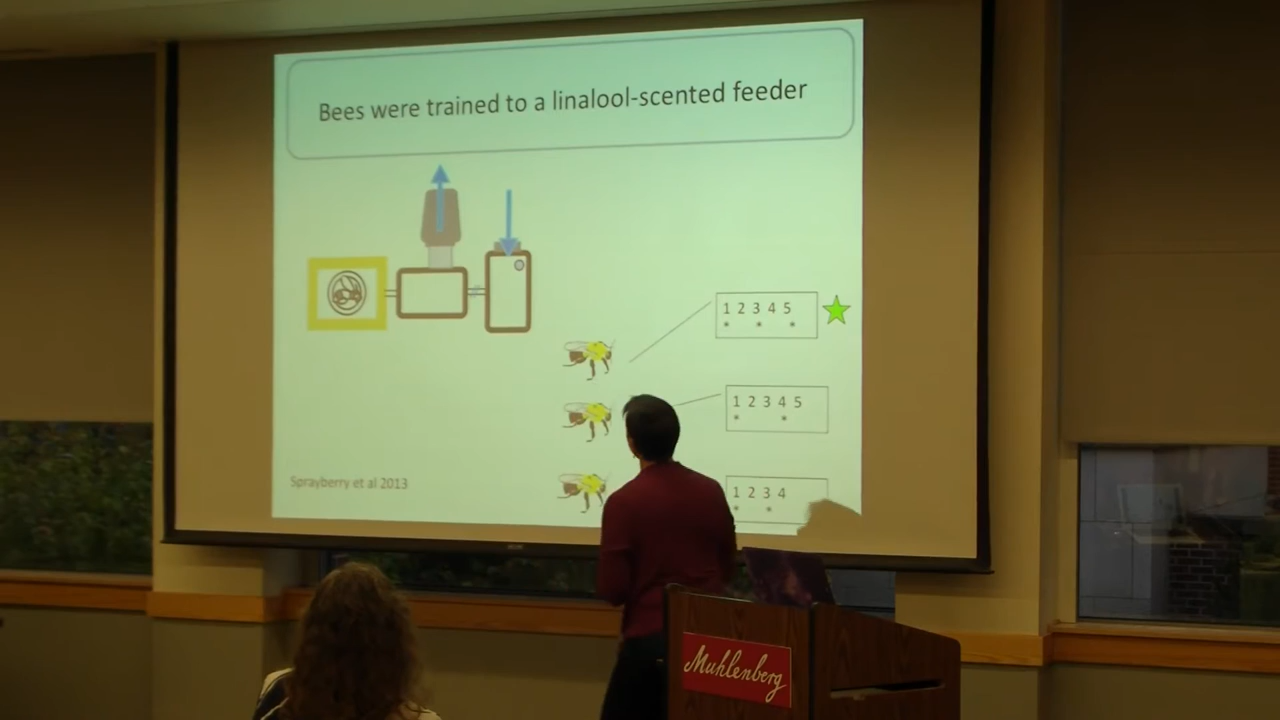 Bees were trained to a linalool-scented feeder
1 2 3 4 5
* * *
1 2 3 4 5
* *
1 2 3 4
* *
Sprayberry et al 2013
Muhlenberg